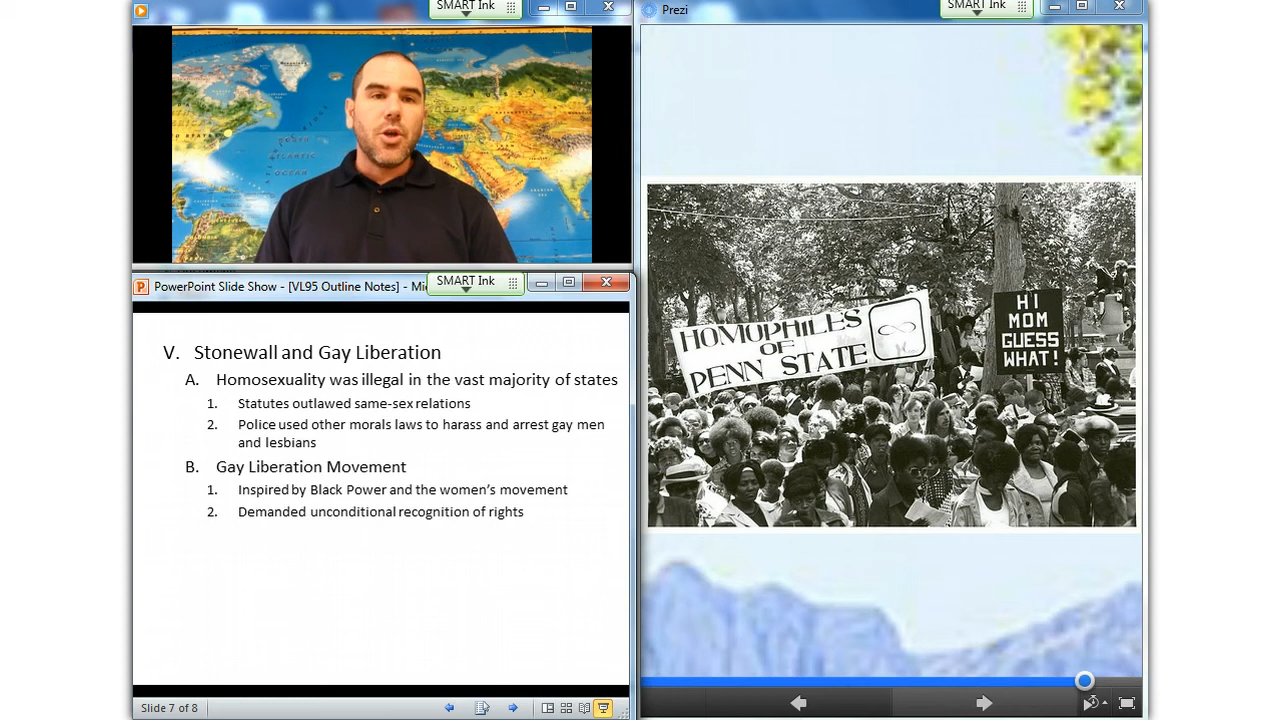 SMART Ink
SMART Ink
Prezi
NORTH
ATLANTIC
OCEAN
PowerPoint Slide Show - [VL95 Outline Notes] - Mi
SMART Ink
V. Stonewall and Gay Liberation
A. Homosexuality was illegal in the vast majority of states
1. Statutes outlawed same-sex relations
2. Police used other morals laws to harass and arrest gay men
and lesbians
B. Gay Liberation Movement
1. Inspired by Black Power and the women's movement
2. Demanded unconditional recognition of rights
Slide 7 of 8
HOMOPHILES
OF
PENN STATE
HI
MOM
GUESS
WHAT!